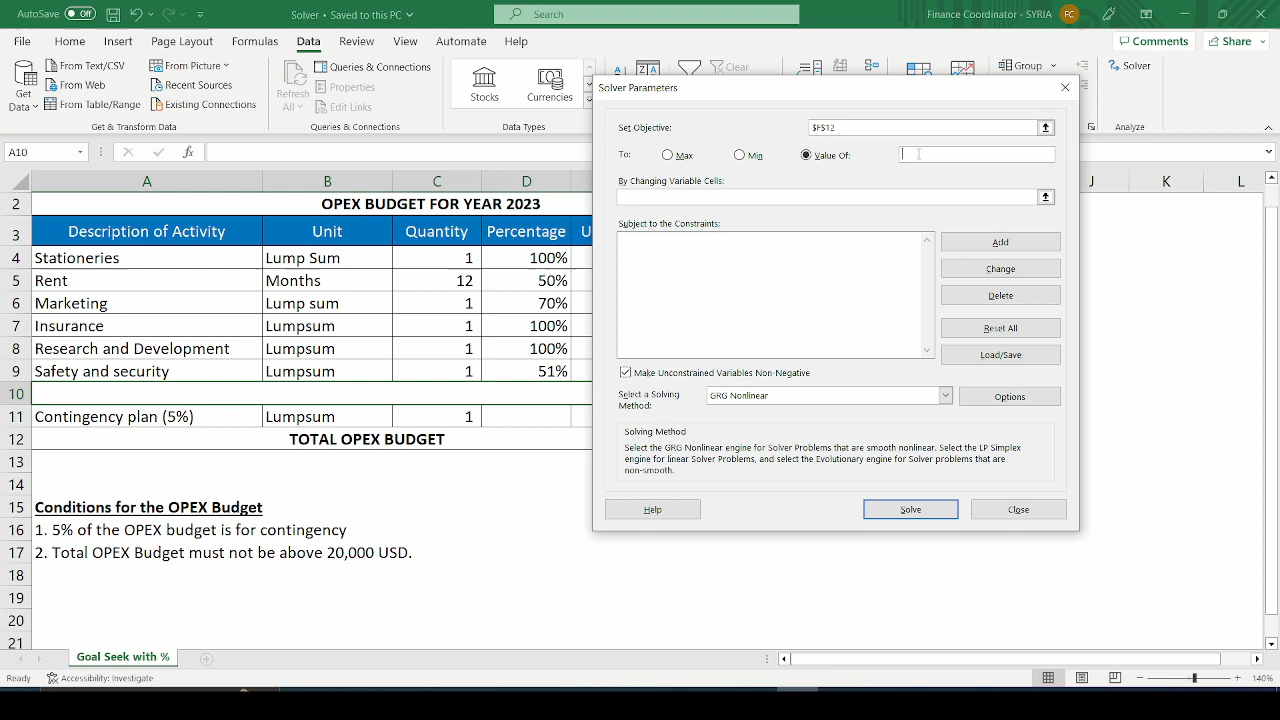 AutoSave Off Solver • Saved to this PC Search Finance Coordinator - SYRIA FC
File Home Insert Page Layout Formulas Data Review View Automate Help Comments Share
Get Data
From Text/CSV
From Web
From Table/Range
From Picture
Recent Sources
Existing Connections
Get & Transform Data
Refresh All
Queries & Connections
Properties
Edit Links
Queries & Connections
Stocks
Currencies
Data Types
Clear
Group
Solver
Analyze
A10 fx
A B C D J K L
2 OPEX BUDGET FOR YEAR 2023
3 Description of Activity Unit Quantity Percentage U
4 Stationeries Lump Sum 1 100%
5 Rent Months 12 50%
6 Marketing Lump sum 1 70%
7 Insurance Lumpsum 1 100%
8 Research and Development Lumpsum 1 100%
9 Safety and security Lumpsum 1 51%
10
11 Contingency plan (5%) Lumpsum 1
12 TOTAL OPEX BUDGET
13
14
15 Conditions for the OPEX Budget
16 1. 5% of the OPEX budget is for contingency
17 2. Total OPEX Budget must not be above 20,000 USD.
18
19
20
21
Solver Parameters
Set Objective: $F$12
To: Max Min Value Of:
By Changing Variable Cells:
Subject to the Constraints:
Add
Change
Delete
Reset All
Load/Save
Make Unconstrained Variables Non-Negative
Select a Solving Method: GRG Nonlinear Options
Solving Method
Select the GRG Nonlinear engine for Solver Problems that are smooth nonlinear. Select the LP Simplex
engine for linear Solver Problems, and select the Evolutionary engine for Solver problems that are
non-smooth.
Help Solve Close
Goal Seek with %
Ready Accessibility: Investigate 140%